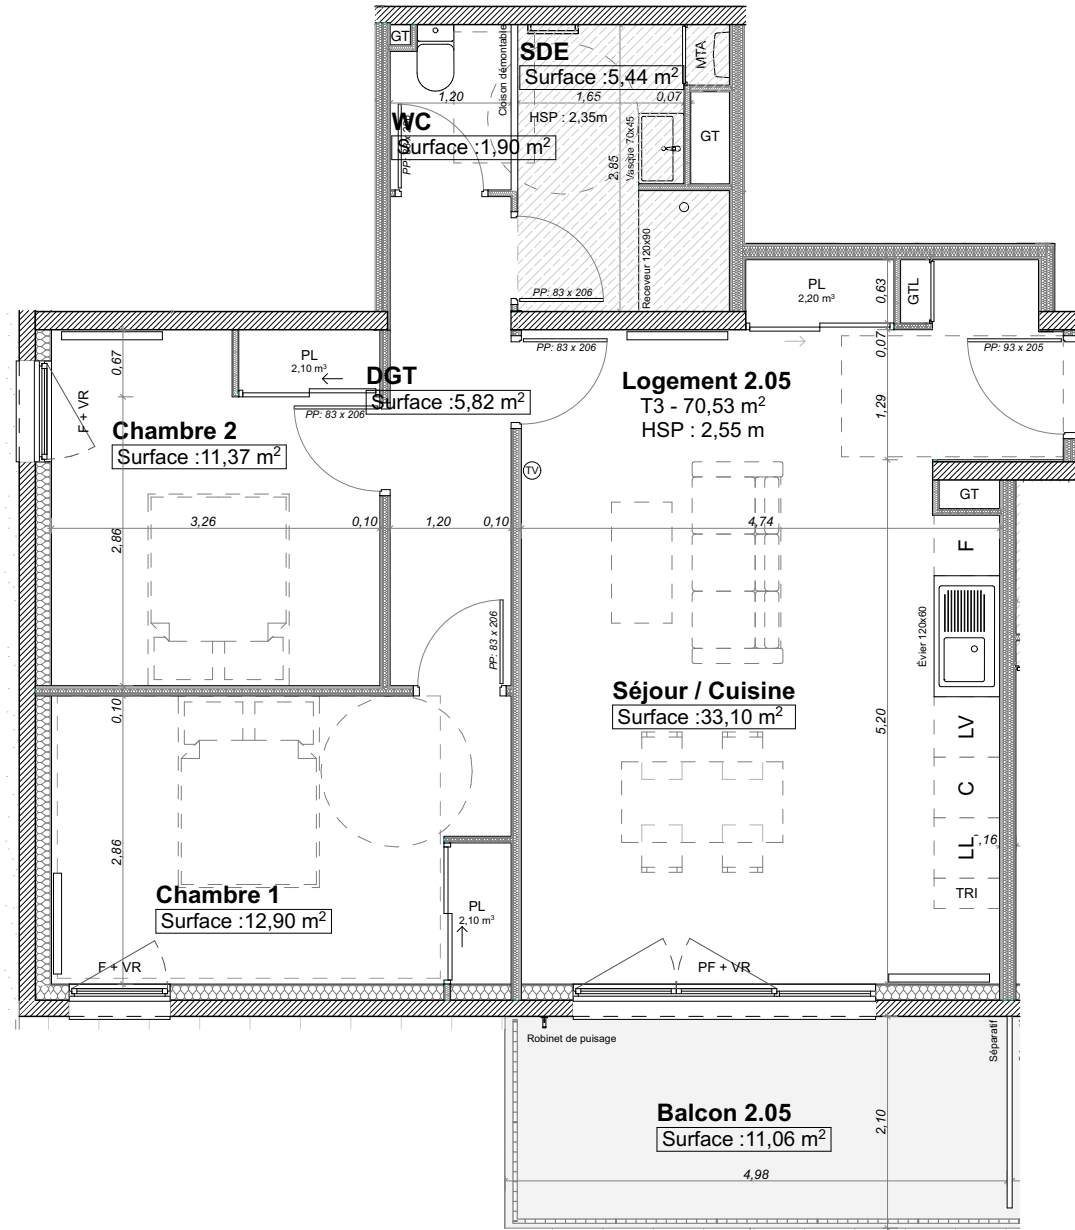 GT
Cloison démontable
SDE
Surface :5,44 m²
MTA
1,20
1,65
0,07
HSP : 2,35m
WC
Surface :1,90 m²
Vasque 70x45
GT
2,85
Receveur 120x90
PP: 83 x 206
PL
2,20 m³
0,63
GTL
PP: 83 x 206
0,07
PP: 93 x 205
0,67
PL
2,10 m³
DGT
Surface :5,82 m²
PP: 83 x 206
F + VR
Chambre 2
Surface :11,37 m²
Logement 2.05
T3 - 70,53 m²
HSP : 2,55 m
1,29
TV
GT
3,26
0,10
1,20
0,10
4,74
2,86
F
Évier 120x60
PP: 83 x 206
0,10
Séjour / Cuisine
Surface :33,10 m²
5,20
LV
C
LL
,16
TRI
2,86
Chambre 1
Surface :12,90 m²
PL
2,10 m³
F + VR
PF + VR
Robinet de puisage
Séparatif
Balcon 2.05
Surface :11,06 m²
2,10
4,98